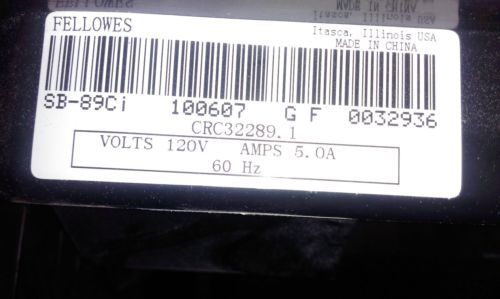 FELLOWES
Itasca, Illinois USA
MADE IN CHINA
SB-89Ci 100607 G F 0032936
CRC32289.1
VOLTS 120V AMPS 5.0A
60 Hz